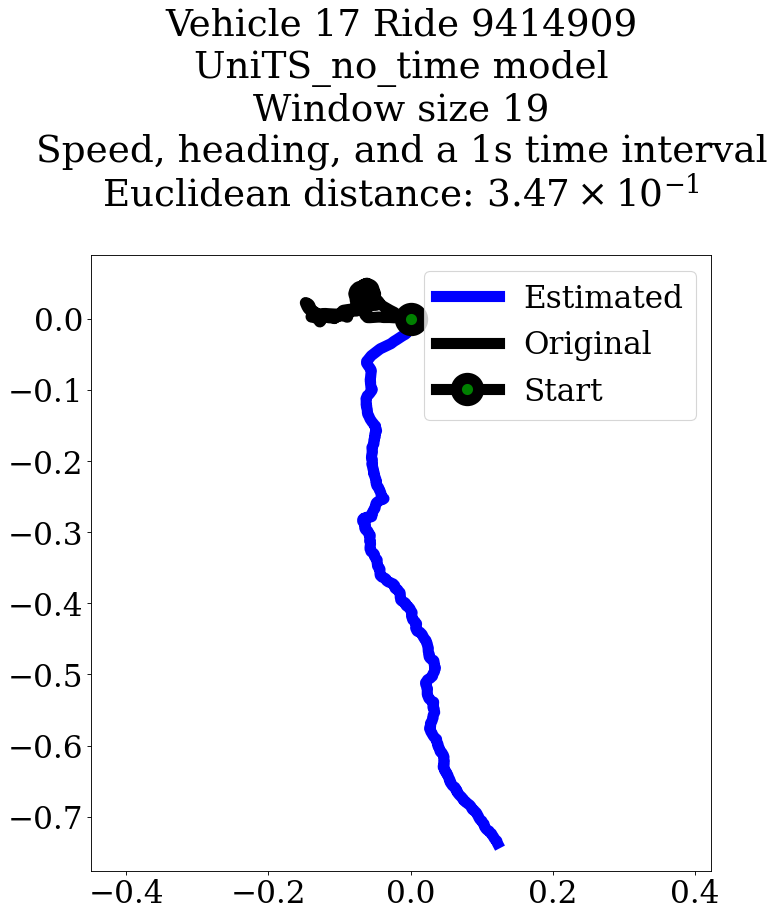 Vehicle 17 Ride 9414909
UniTS_no_time model
Window size 19
Speed, heading, and a 1s time interval
Euclidean distance: 3.47 × 10⁻¹
Estimated
Original
Start
0.0
−0.1
−0.2
−0.3
−0.4
−0.5
−0.6
−0.7
−0.4 −0.2 0.0 0.2 0.4